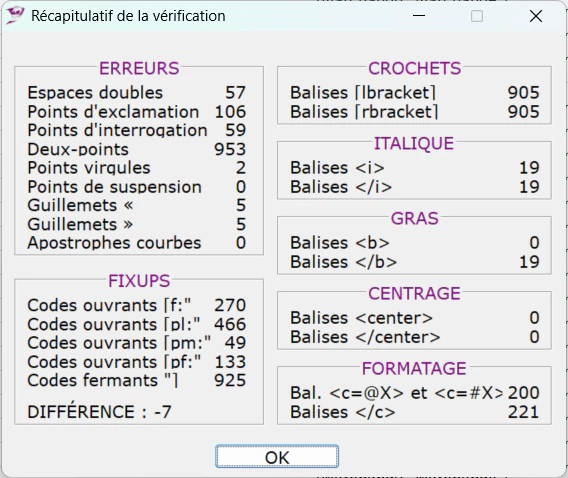 Récapitulatif de la vérification
ERREURS
Espaces doubles 57
Points d'exclamation 106
Points d'interrogation 59
Deux-points 953
Points virgules 2
Points de suspension 0
Guillemets « 5
Guillemets » 5
Apostrophes courbes 0
FIXUPS
Codes ouvrants [f:" 270
Codes ouvrants [pl:" 466
Codes ouvrants [pm:" 49
Codes ouvrants [pf:" 133
Codes fermants "] 925
DIFFÉRENCE : -7
CROCHETS
Balises [lbracket] 905
Balises [rbracket] 905
ITALIQUE
Balises <i> 19
Balises </i> 19
GRAS
Balises <b> 0
Balises </b> 19
CENTRAGE
Balises <center> 0
Balises </center> 0
FORMATAGE
Bal. <c=@X> et <c=#X> 200
Balises </c> 221
OK